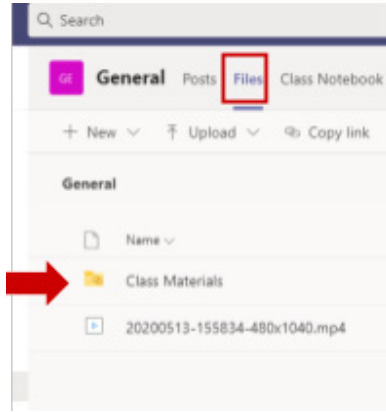 Search
GE General Posts Files Class Notebook
+ New Upload Copy link
General
Name
Class Materials
20200513-155834-480x1040.mp4